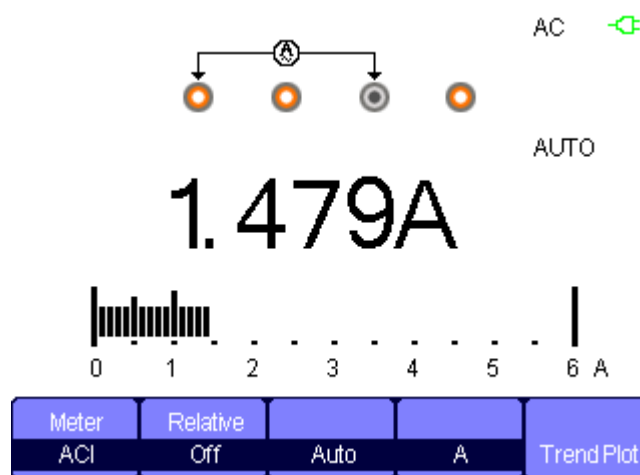 AC
AUTO
1.479A
0 1 2 3 4 5 6 A
Meter Relative
ACI Off Auto A Trend Plot